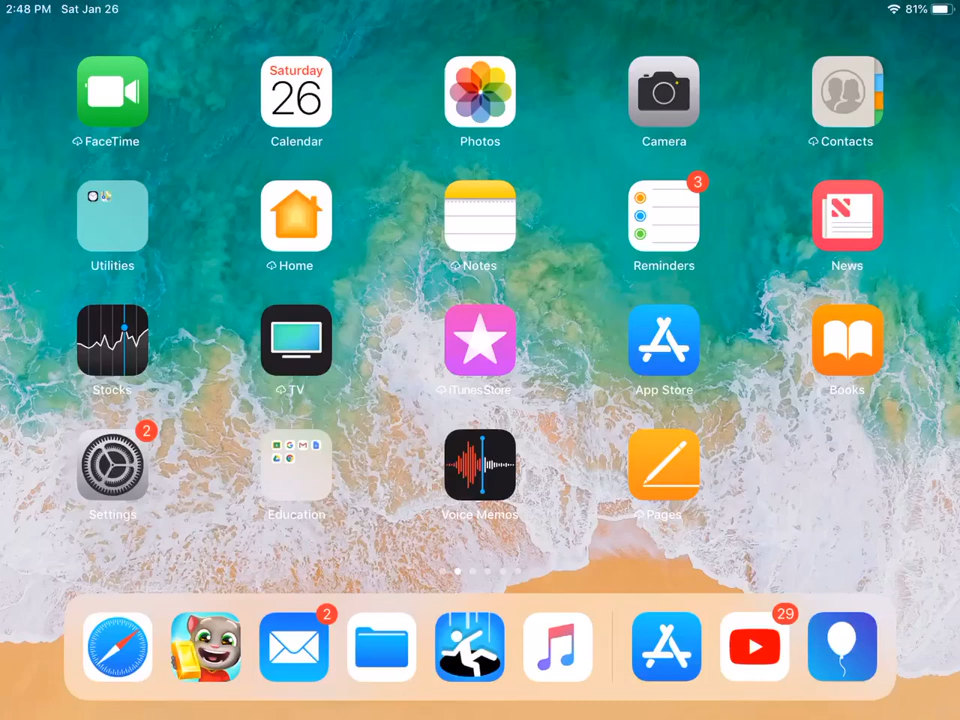 2:48 PM Sat Jan 26 81%
Saturday
26
FaceTime Calendar Photos Camera Contacts
3
Utilities Home Notes Reminders News
Stocks TV iTunes Store App Store Books
2
Settings Education Voice Memos Pages
2 29